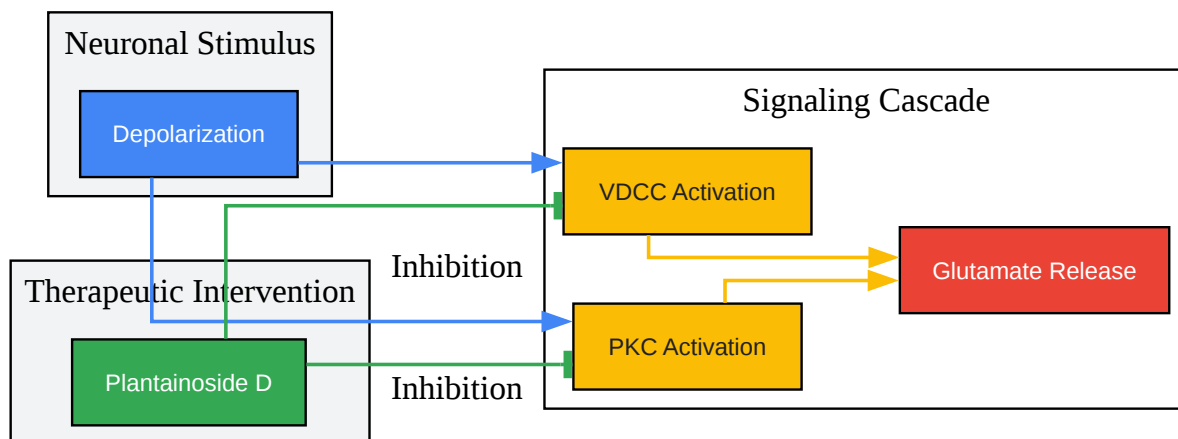 Neuronal Stimulus
Depolarization
Signaling Cascade
VDCC Activation
Inhibition
Glutamate Release
Therapeutic Intervention
PKC Activation
Plantainoside D
Inhibition